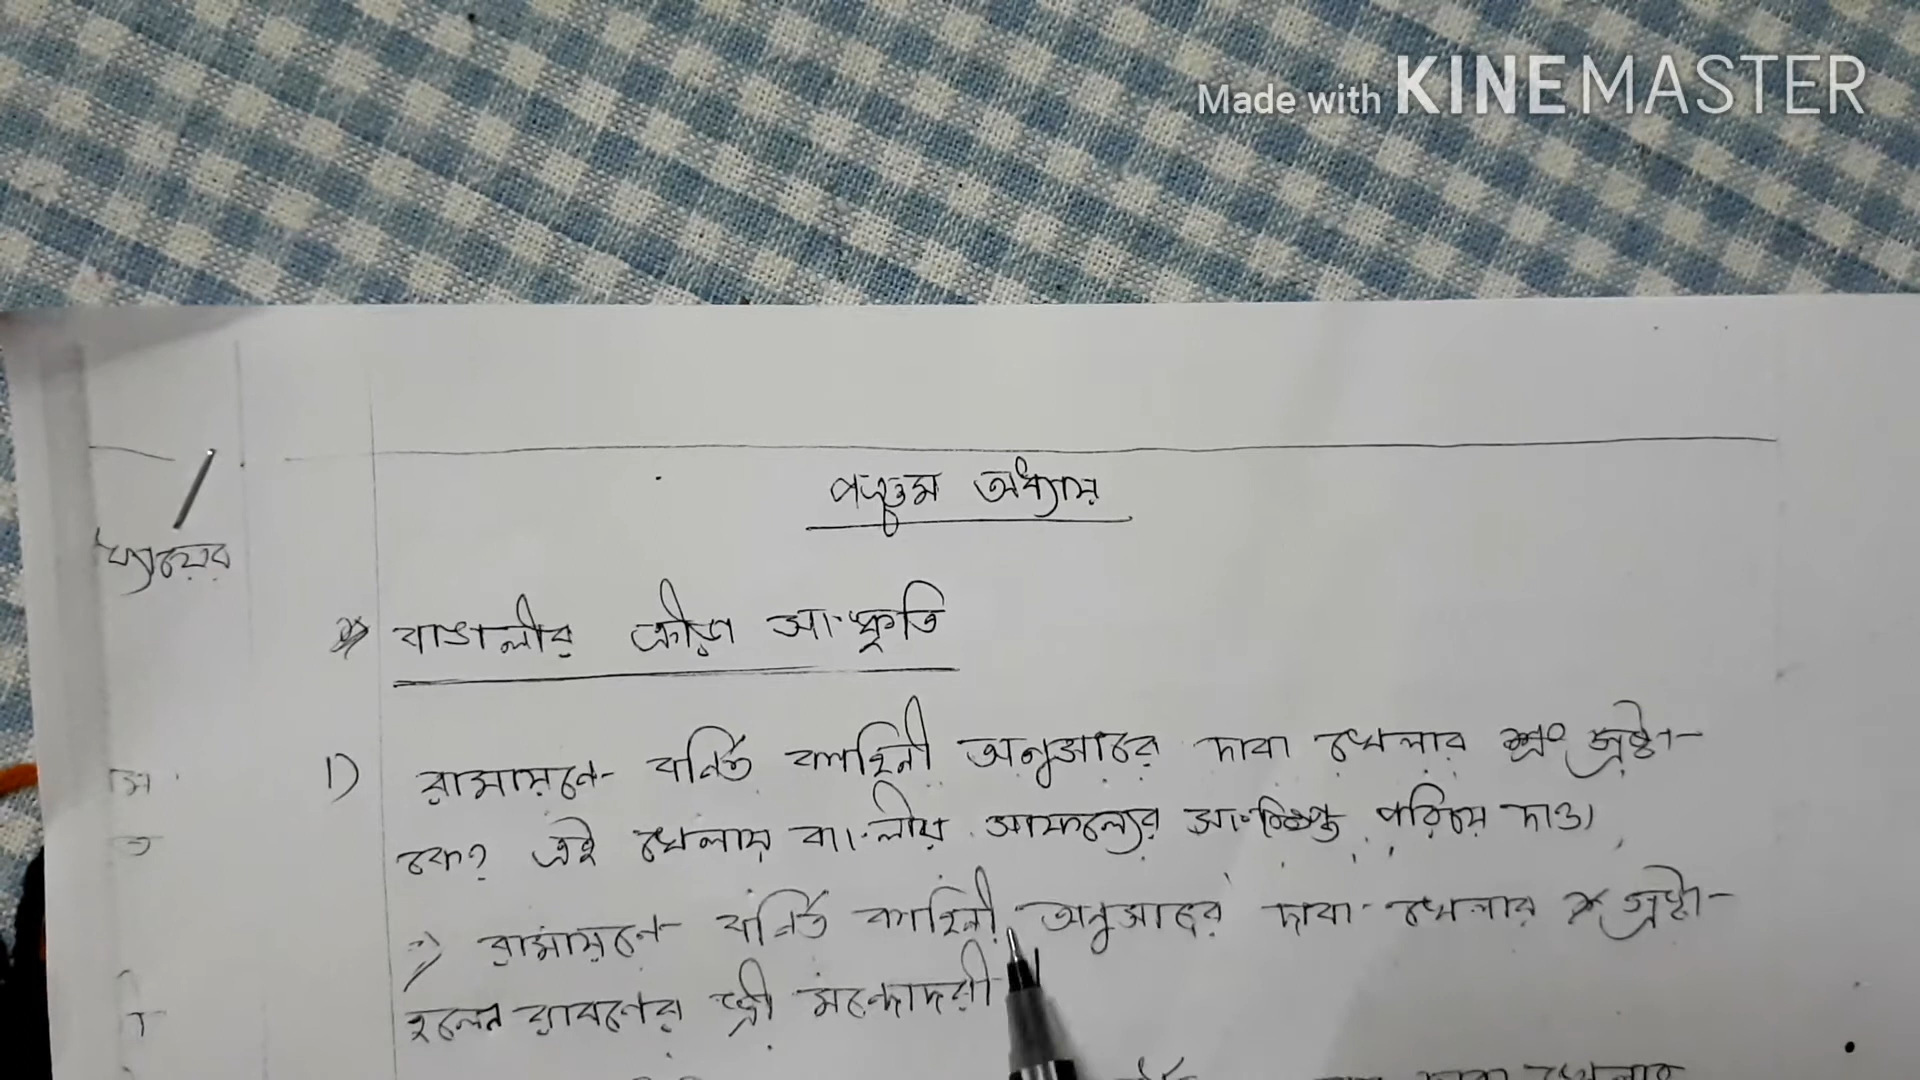 Made with KINEMASTER
পঞ্চম অধ্যায়
ধ্যায়ের
বাঙালীর ক্রীড়া সংস্কৃতি
1) রামায়নে বর্নিত কাহিনী অনুসারে দাবা খেলার স্রষ্টা
কে? এই খেলায় বাংলীর সাফল্যের সংক্ষিপ্ত পরিচয় দাও।
=> রামায়নে বর্নিত কাহিনী অনুসারে দাবা খেলার স্রষ্টা
হলেন রাবণের স্ত্রী মন্দোদরী
দাবা খেলার